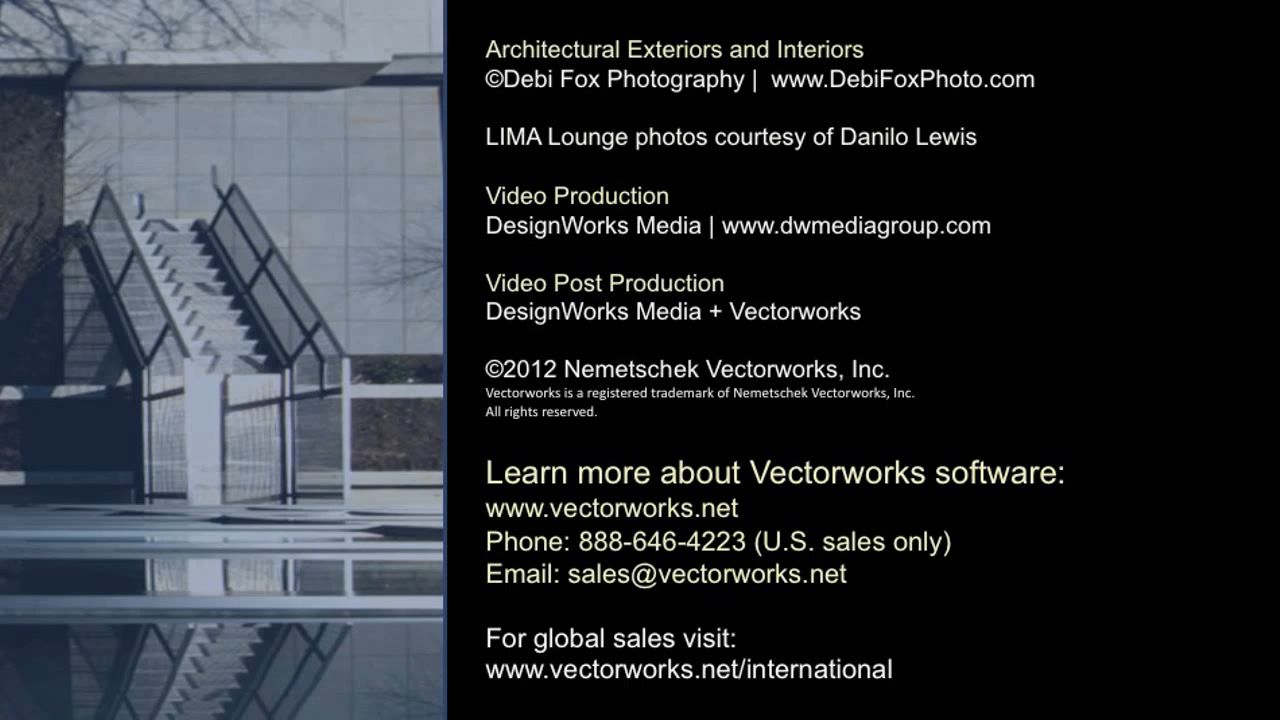 Architectural Exteriors and Interiors
©Debi Fox Photography | www.DebiFoxPhoto.com
LIMA Lounge photos courtesy of Danilo Lewis
Video Production
DesignWorks Media | www.dwmediagroup.com
Video Post Production
DesignWorks Media + Vectorworks
©2012 Nemetschek Vectorworks, Inc.
Vectorworks is a registered trademark of Nemetschek Vectorworks, Inc.
All rights reserved.
Learn more about Vectorworks software:
www.vectorworks.net
Phone: 888-646-4223 (U.S. sales only)
Email: sales@vectorworks.net
For global sales visit:
www.vectorworks.net/international